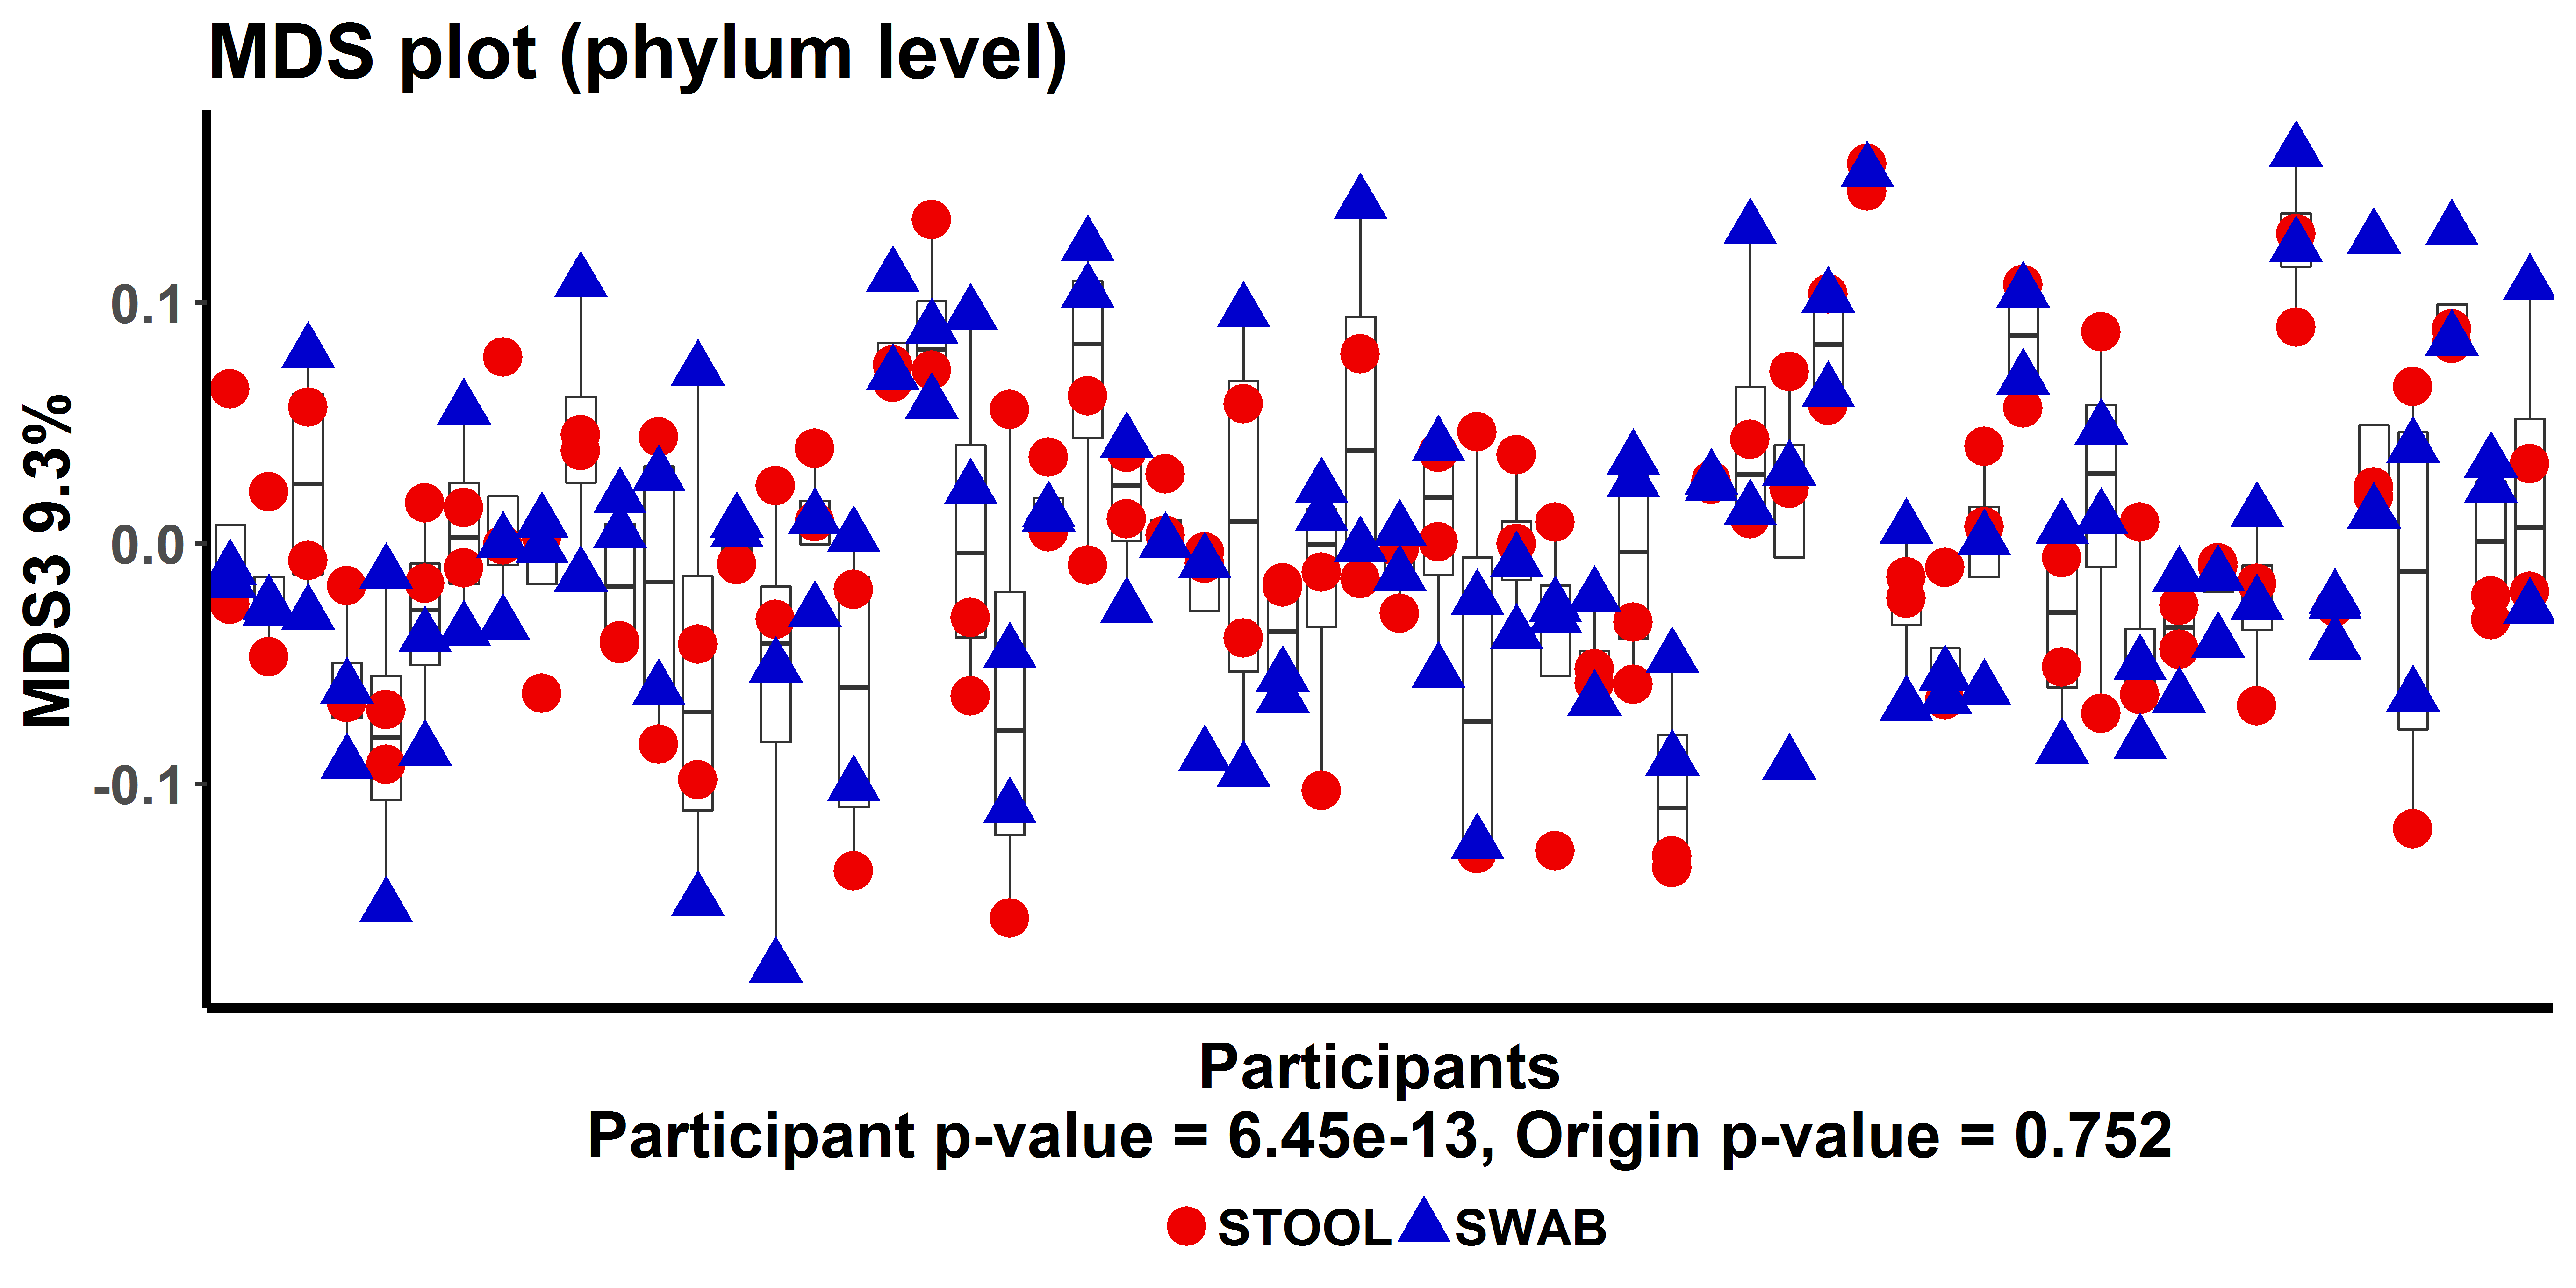 MDS plot (phylum level)
MDS3 9.3%
0.1
0.0
-0.1
Participants
Participant p-value = 6.45e-13, Origin p-value = 0.752
STOOL SWAB